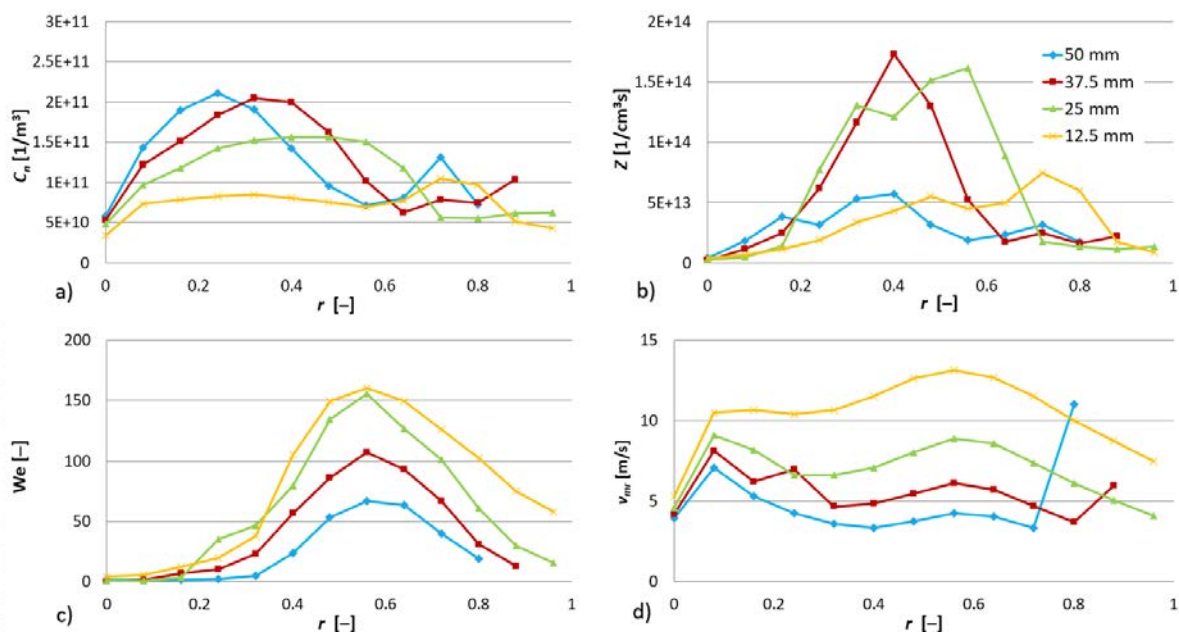 3E+11
2.5E+11
2E+11
1.5E+11
1E+11
5E+10
0
Cₙ [1/m³]
0 0.2 0.4 0.6 0.8 1
a)
r [–]
2E+14
1.5E+14
1E+14
5E+13
0
Z [1/cm³s]
50 mm
37.5 mm
25 mm
12.5 mm
0 0.2 0.4 0.6 0.8 1
b)
r [–]
200
150
100
50
0
We [–]
0 0.2 0.4 0.6 0.8 1
c)
r [–]
15
10
5
0
vₘᵣ [m/s]
0 0.2 0.4 0.6 0.8 1
d)
r [–]